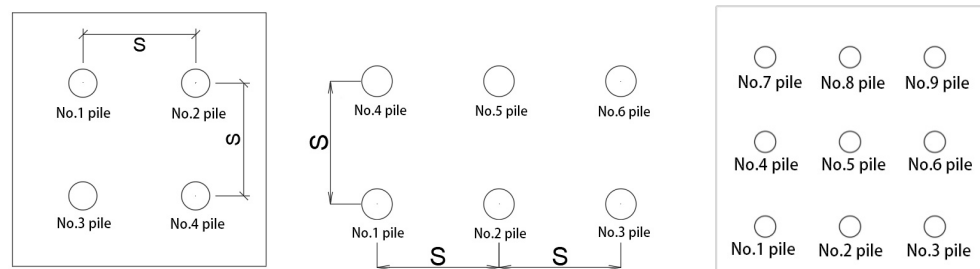 S
No.1 pile No.2 pile
S
No.3 pile No.4 pile
No.4 pile No.5 pile No.6 pile
S
No.1 pile No.2 pile No.3 pile
S S
No.7 pile No.8 pile No.9 pile
No.4 pile No.5 pile No.6 pile
No.1 pile No.2 pile No.3 pile